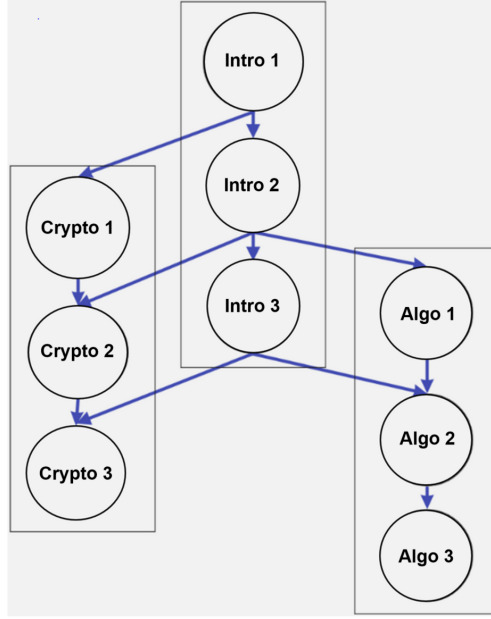 Intro 1
Intro 2
Crypto 1
Intro 3
Algo 1
Crypto 2
Algo 2
Crypto 3
Algo 3